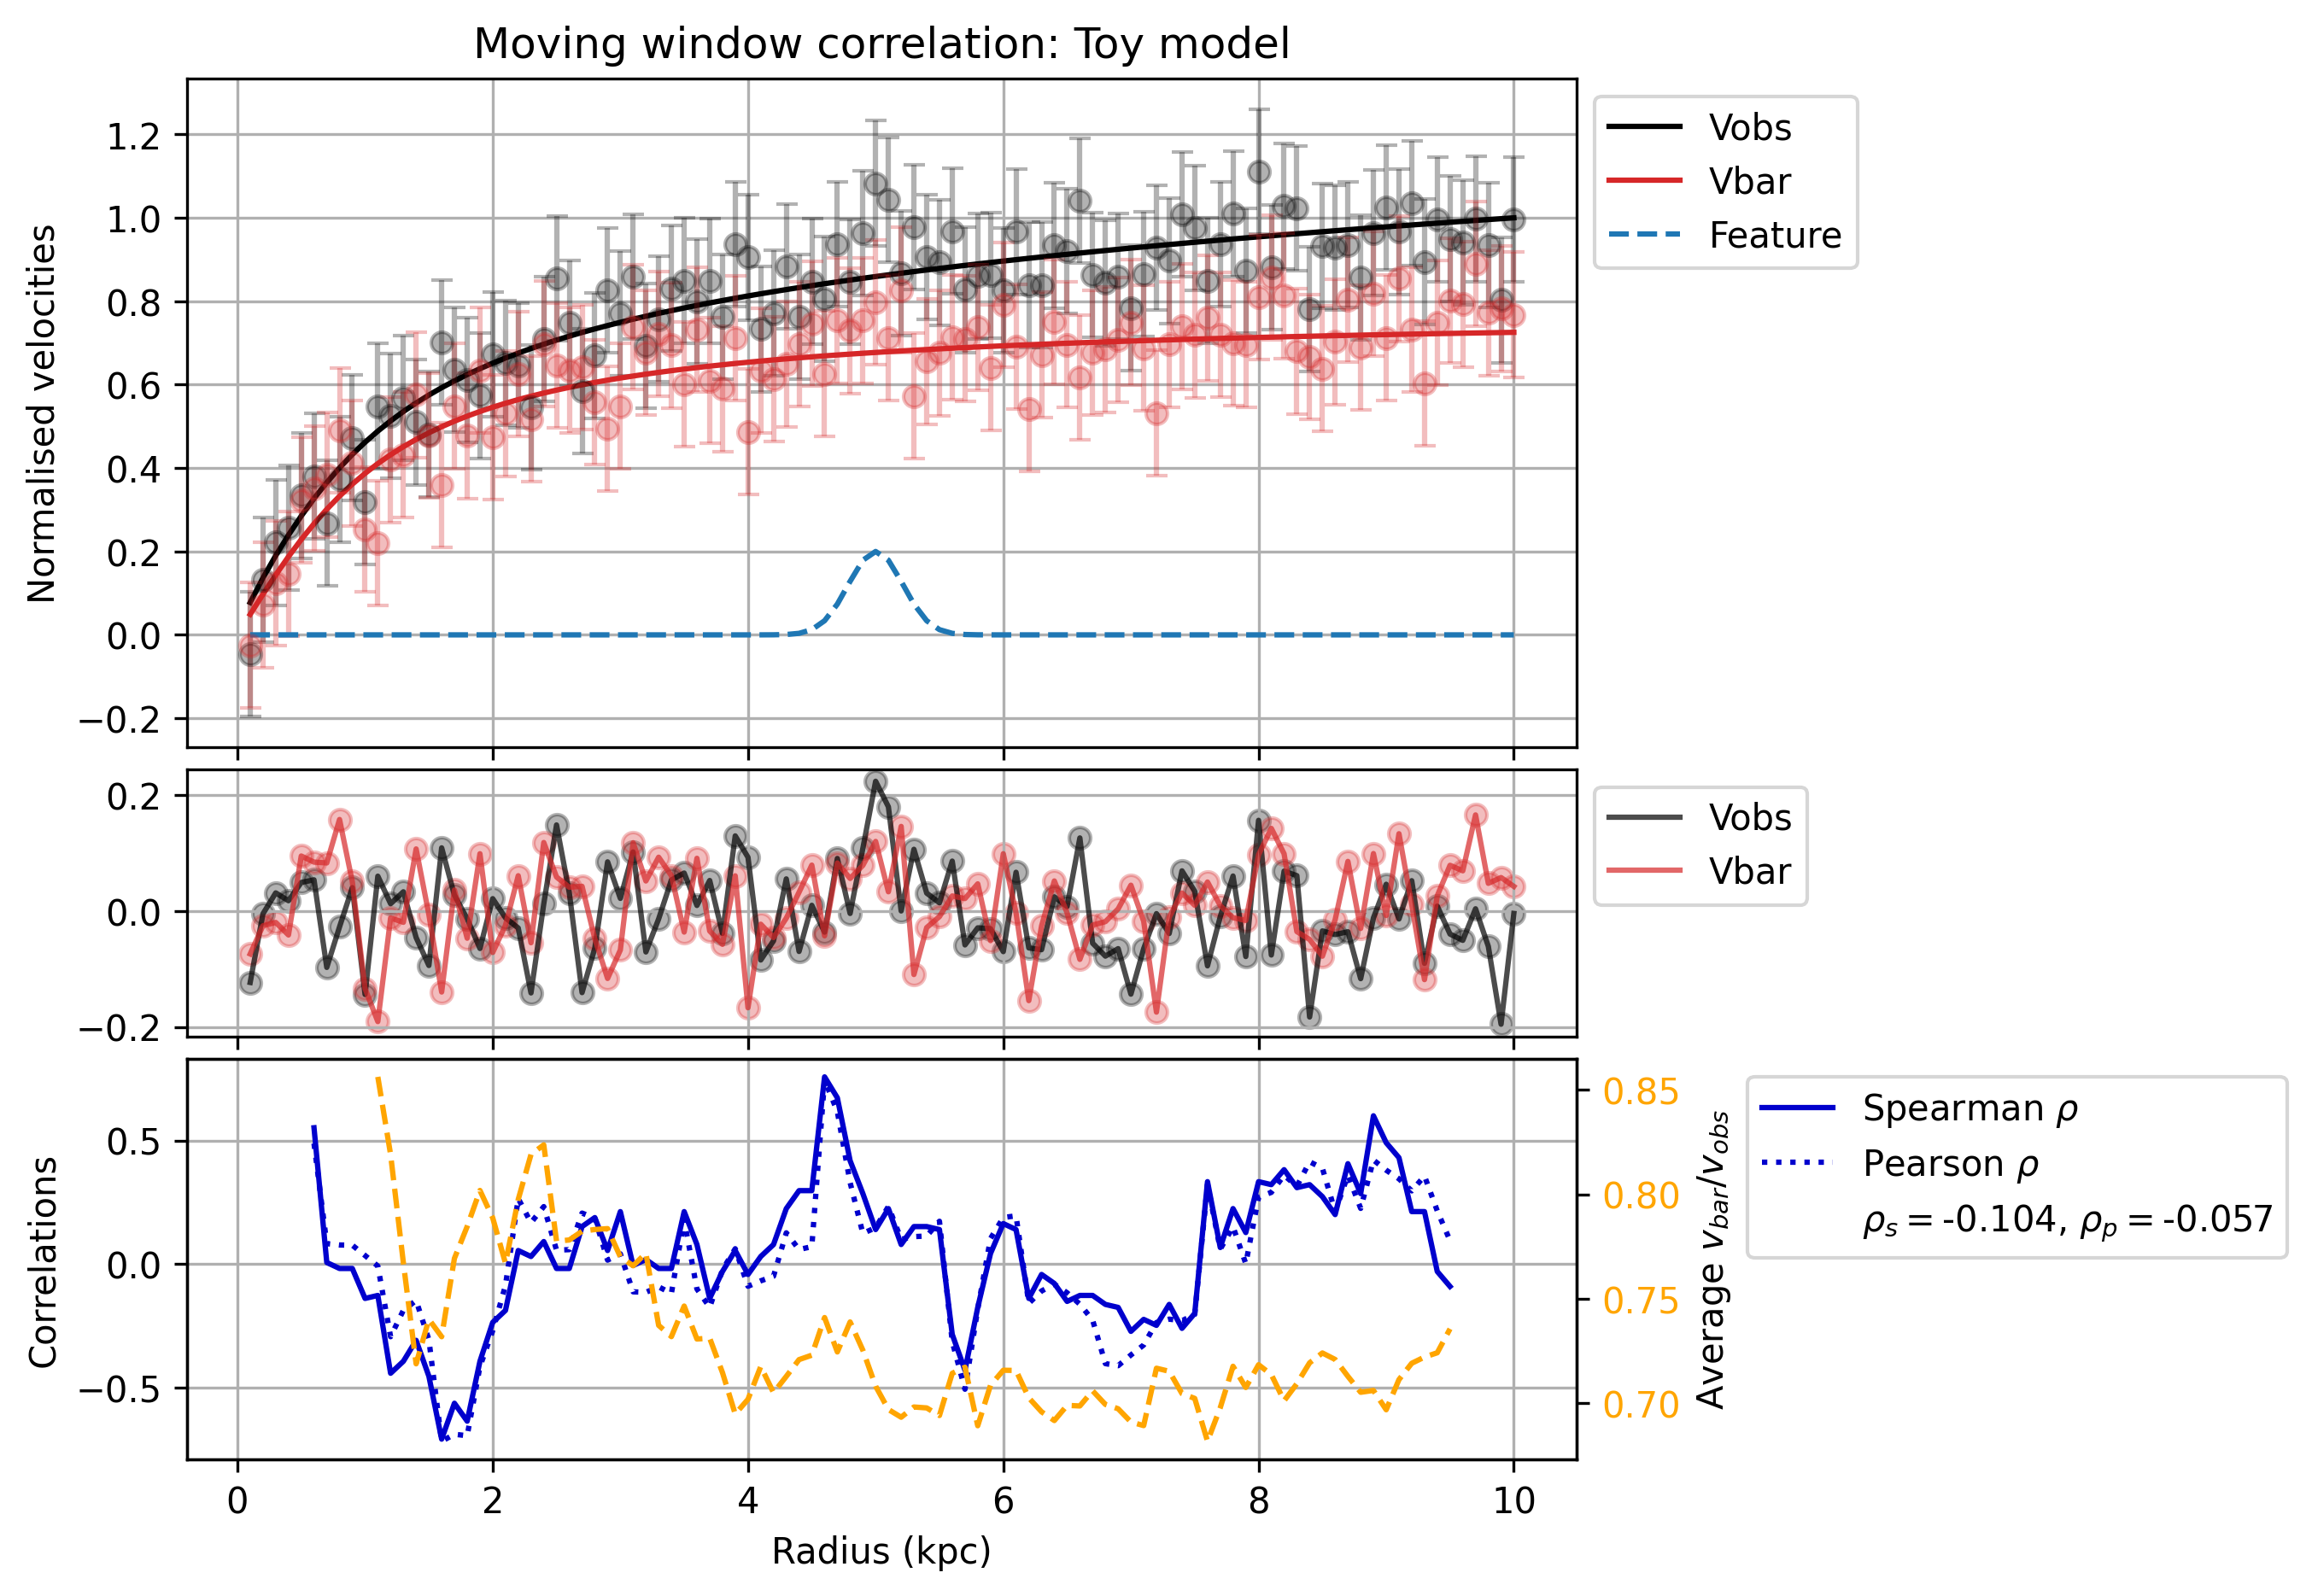 Moving window correlation: Toy model
Normalised velocities
1.2
1.0
0.8
0.6
0.4
0.2
0.0
−0.2
Vobs
Vbar
Feature
0.2
0.0
−0.2
Vobs
Vbar
Correlations
0.5
0.0
−0.5
0.85
0.80
0.75
0.70
Average v_bar/v_obs
Spearman ρ
Pearson ρ
ρ_s = -0.104, ρ_p = -0.057
0 2 4 6 8 10
Radius (kpc)